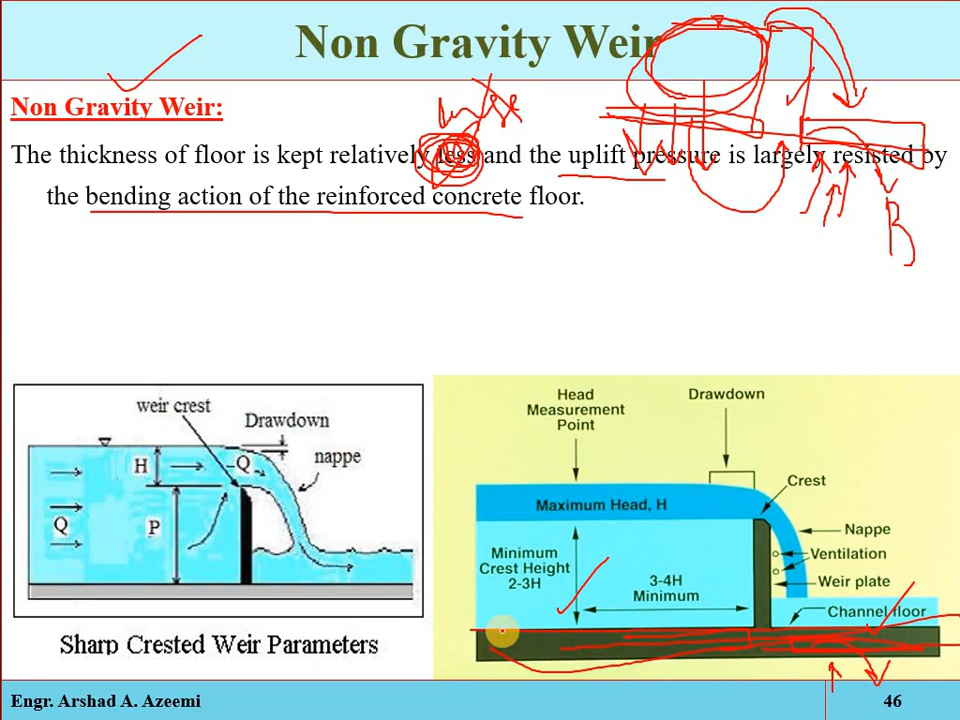 Non Gravity Weir
Non Gravity Weir:
The thickness of floor is kept relatively less and the uplift pressure is largely resisted by
the bending action of the reinforced concrete floor.
B
weir crest
Drawdown
nappe
H
Q
Q
P
Sharp Crested Weir Parameters
Head
Measurement
Point
Drawdown
Crest
Maximum Head, H
Nappe
Minimum
Crest Height
2-3H
3-4H
Minimum
Ventilation
Weir plate
Channel floor
Engr. Arshad A. Azeemi
46